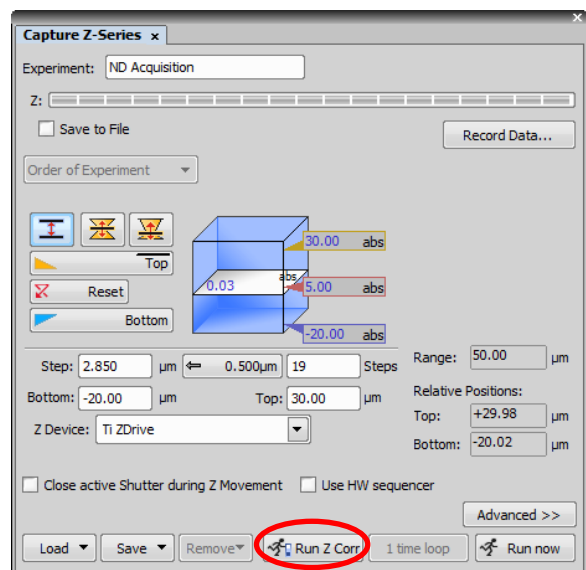 Capture Z-Series x
Experiment: ND Acquisition
Z:
Save to File
Record Data...
Order of Experiment
30.00 abs
Top
0.03 abs 5.00 abs
Reset
Bottom
-20.00 abs
Step: 2.850 µm 0.500µm 19 Steps
Range: 50.00 µm
Bottom: -20.00 µm Top: 30.00 µm
Relative Positions:
Top: +29.98 µm
Z Device: Ti ZDrive
Bottom: -20.02 µm
Close active Shutter during Z Movement Use HW sequencer
Advanced >>
Load Save Remove Run Z Corr 1 time loop Run now